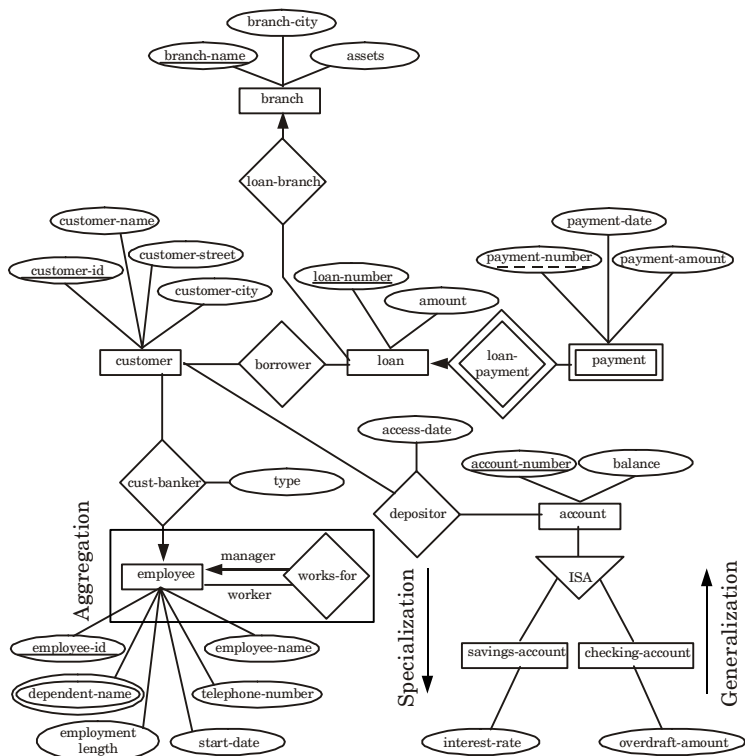 branch-city
branch-name
assets
branch
loan-branch
customer-name
payment-date
customer-street
customer-id
loan-number
payment-number
payment-amount
customer-city
amount
customer
borrower
loan
loan-
payment
payment
access-date
account-number
balance
cust-banker
type
depositor
account
Aggregation
manager
employee
works-for
worker
ISA
Specialization
Generalization
employee-id
employee-name
savings-account
checking-account
dependent-name
telephone-number
employment
length
start-date
interest-rate
overdraft-amount